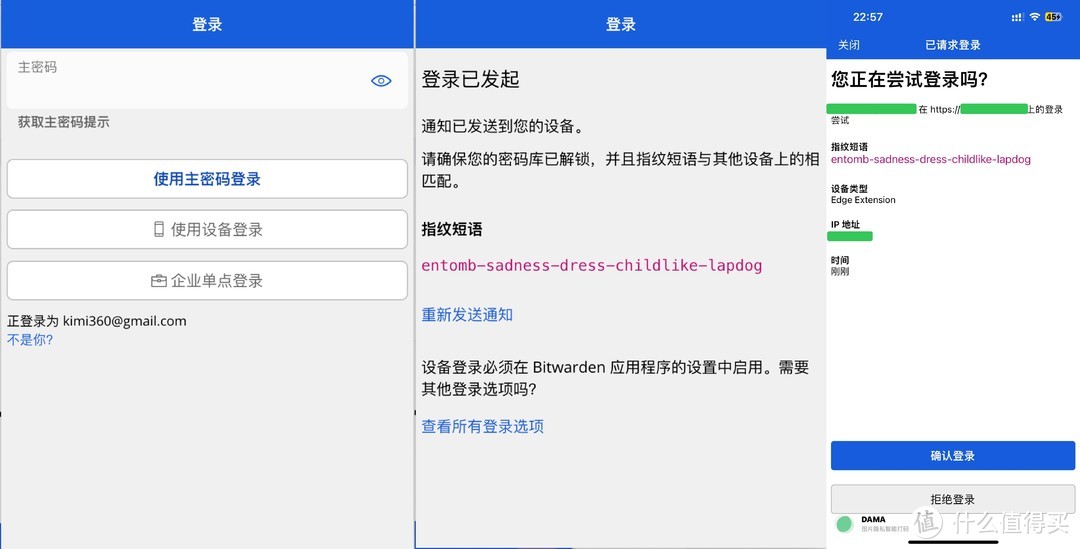 登录
主密码
获取主密码提示
使用主密码登录
使用设备登录
企业单点登录
正登录为 kimi360@gmail.com
不是你?
登录
登录已发起
通知已发送到您的设备。
请确保您的密码库已解锁，并且指纹短语与其他设备上的相
匹配。
指纹短语
entomb-sadness-dress-childlike-lapdog
重新发送通知
设备登录必须在 Bitwarden 应用程序的设置中启用。需要
其他登录选项吗?
查看所有登录选项
22:57
45
关闭
已请求登录
您正在尝试登录吗?
在 https://
上的登录
尝试
指纹短语
entomb-sadness-dress-childlike-lapdog
设备类型
Edge Extension
IP 地址
时间
刚刚
确认登录
拒绝登录
DAMA
图片隐私智能打码
值 什么值得买